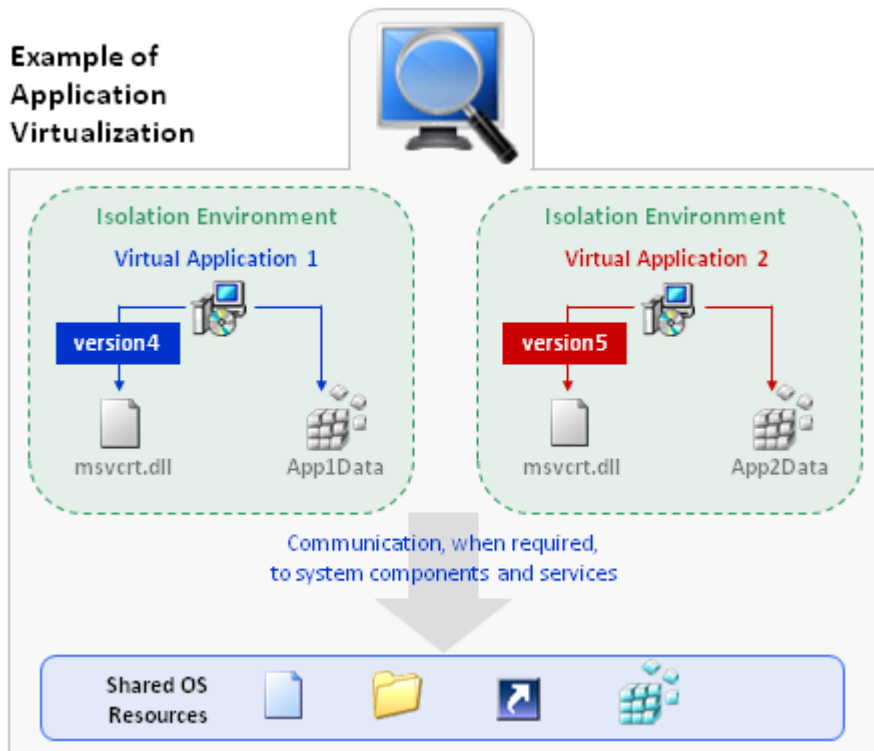 Example of
Application
Virtualization
Isolation Environment
Virtual Application 1
version4
msvcrt.dll
App1Data
Isolation Environment
Virtual Application 2
version5
msvcrt.dll
App2Data
Communication, when required,
to system components and services
Shared OS
Resources